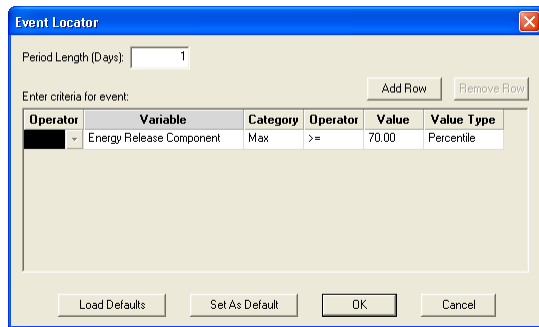 Event Locator
Period Length (Days): 1
Add Row Remove Row
Enter criteria for event:
Operator Variable Category Operator Value Value Type
Energy Release Component Max >= 70.00 Percentile
Load Defaults Set As Default OK Cancel